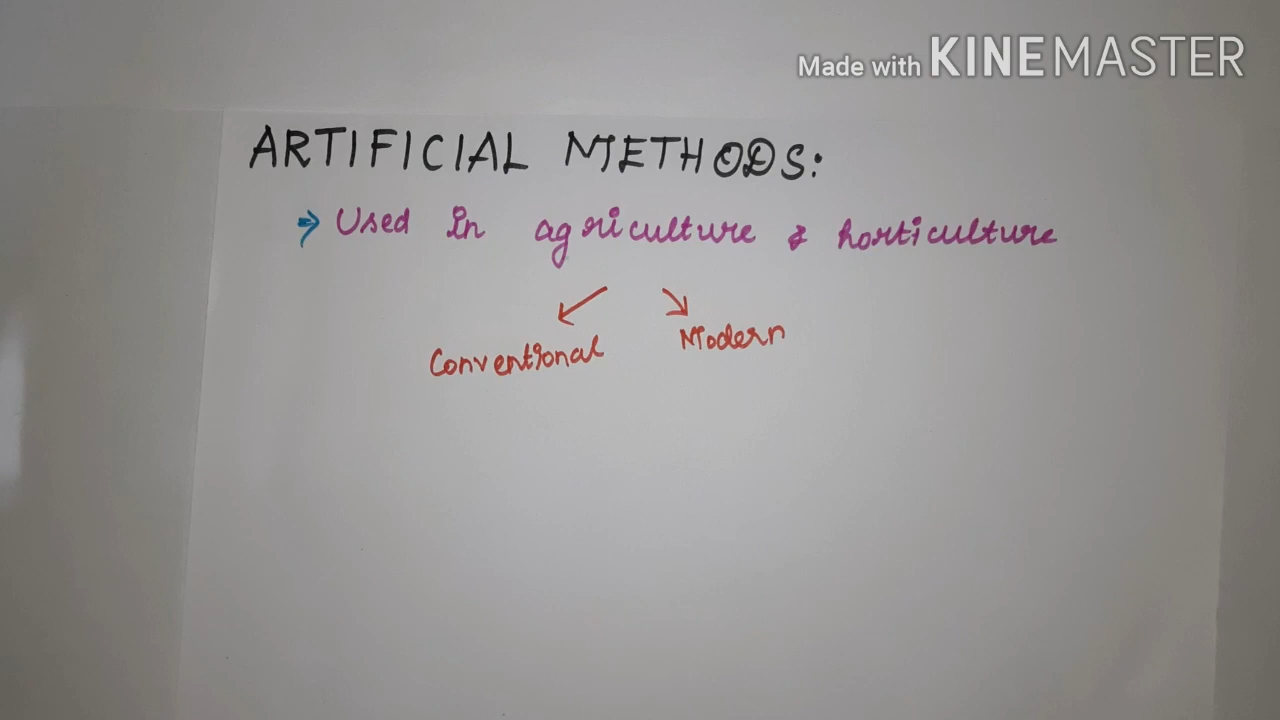 Made with KINEMASTER
ARTIFICIAL METHODS:
⇒ Used in agriculture & horticulture
Conventional
Modern